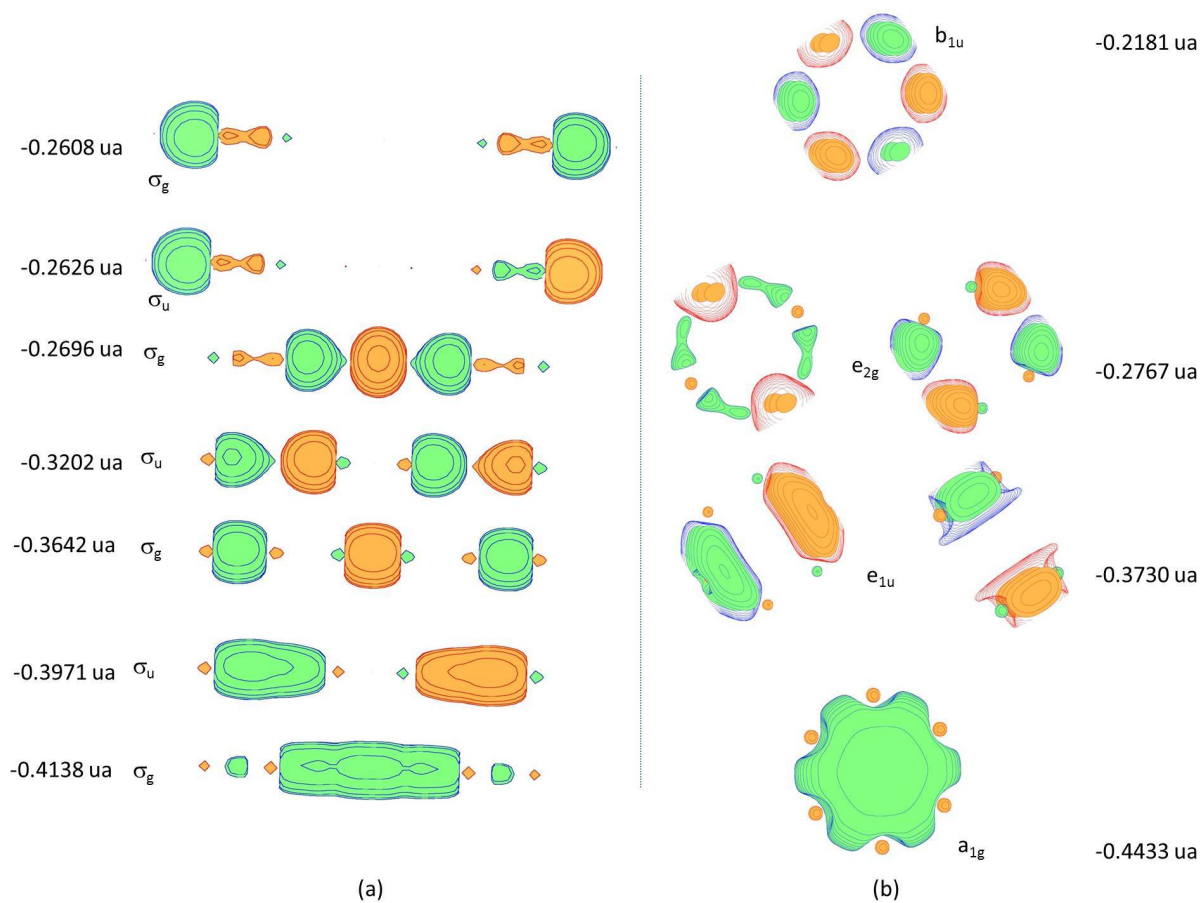 -0.2608 ua
σg
-0.2626 ua
σu
-0.2696 ua
σg
-0.3202 ua
σu
-0.3642 ua
σg
-0.3971 ua
σu
-0.4138 ua
σg
(a)
b1u
-0.2181 ua
e2g
-0.2767 ua
e1u
-0.3730 ua
a1g
-0.4433 ua
(b)